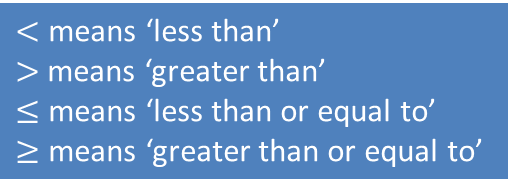 < means ‘less than’
> means ‘greater than’
≤ means ‘less than or equal to’
≥ means ‘greater than or equal to’